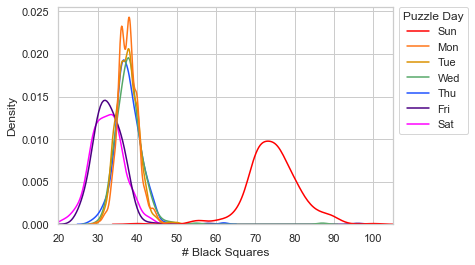 Puzzle Day
Sun
Mon
Tue
Wed
Thu
Fri
Sat
Density
0.025
0.020
0.015
0.010
0.005
0.000
20 30 40 50 60 70 80 90 100
# Black Squares